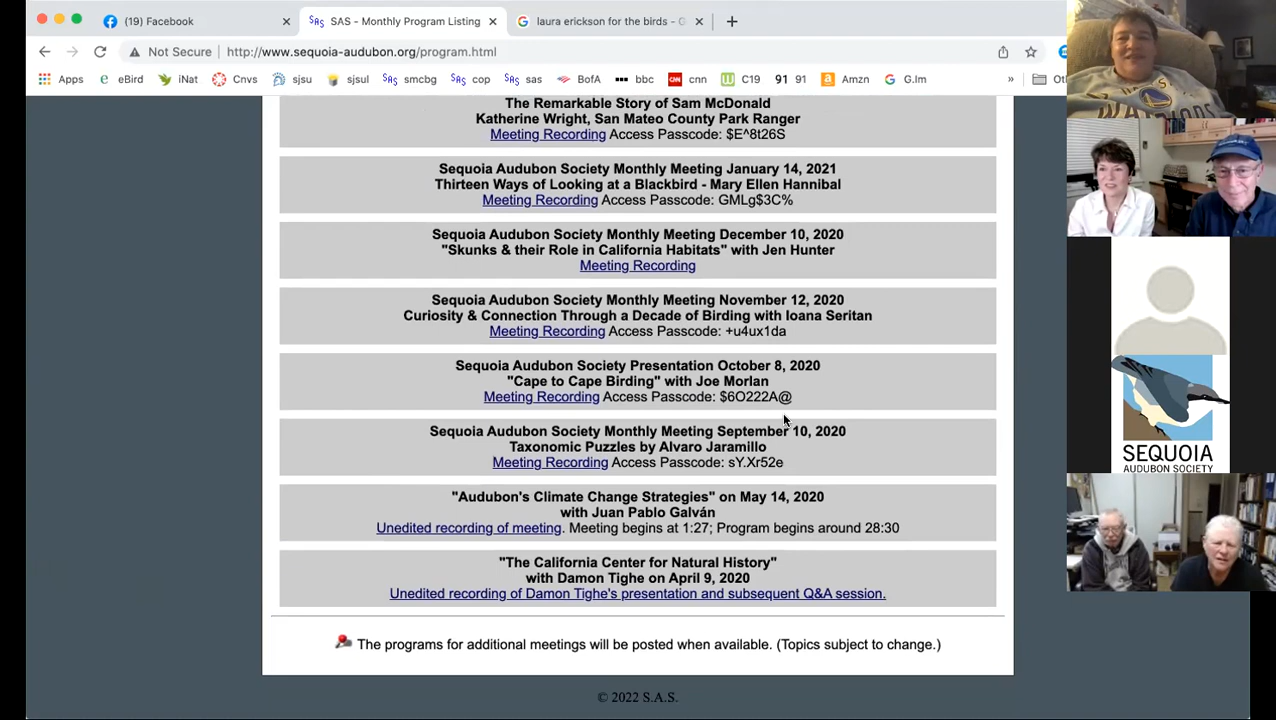 (19) Facebook
SAS - Monthly Program Listing
laura erickson for the birds - G
Not Secure
http://www.sequoia-audubon.org/program.html
Apps
eBird
iNat
Cnvs
sjsu
sjsul
smcbg
cop
sas
BofA
bbc
cnn
C19
91 91
Amzn
G.lm
»
Ot
The Remarkable Story of Sam McDonald
Katherine Wright, San Mateo County Park Ranger
Meeting Recording Access Passcode: $E^8t26S
Sequoia Audubon Society Monthly Meeting January 14, 2021
Thirteen Ways of Looking at a Blackbird - Mary Ellen Hannibal
Meeting Recording Access Passcode: GMLg$3C%
Sequoia Audubon Society Monthly Meeting December 10, 2020
"Skunks & their Role in California Habitats" with Jen Hunter
Meeting Recording
Sequoia Audubon Society Monthly Meeting November 12, 2020
Curiosity & Connection Through a Decade of Birding with Ioana Seritan
Meeting Recording Access Passcode: +u4ux1da
Sequoia Audubon Society Presentation October 8, 2020
"Cape to Cape Birding" with Joe Morlan
Meeting Recording Access Passcode: $6O222A@
Sequoia Audubon Society Monthly Meeting September 10, 2020
Taxonomic Puzzles by Alvaro Jaramillo
Meeting Recording Access Passcode: sY.Xr52e
"Audubon's Climate Change Strategies" on May 14, 2020
with Juan Pablo Galván
Unedited recording of meeting. Meeting begins at 1:27; Program begins around 28:30
"The California Center for Natural History"
with Damon Tighe on April 9, 2020
Unedited recording of Damon Tighe's presentation and subsequent Q&A session.
The programs for additional meetings will be posted when available. (Topics subject to change.)
© 2022 S.A.S.
WARRIORS
SEQUOIA
AUDUBON SOCIETY